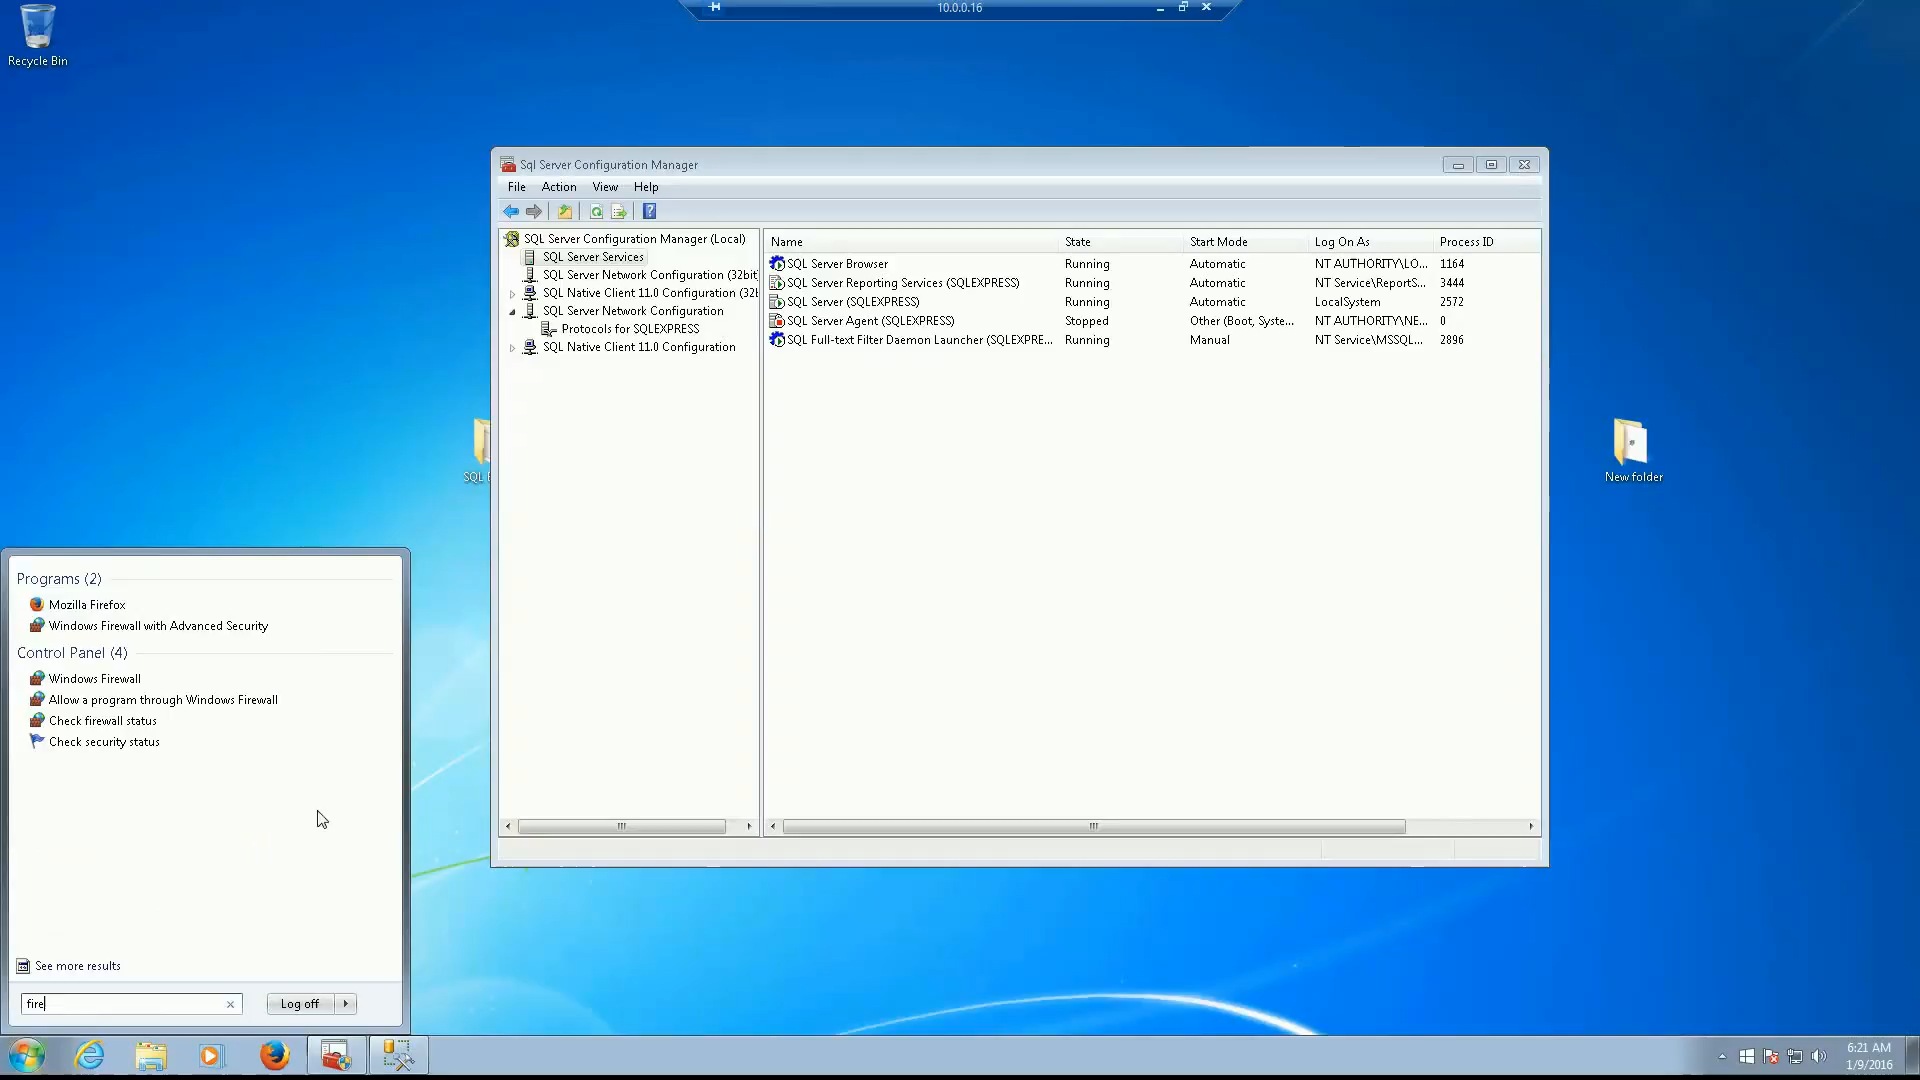 10.0.0.16
Recycle Bin
Sql Server Configuration Manager
File Action View Help
SQL Server Configuration Manager (Local)
SQL Server Services
SQL Server Network Configuration (32bit
SQL Native Client 11.0 Configuration (32b
SQL Server Network Configuration
Protocols for SQLEXPRESS
SQL Native Client 11.0 Configuration
Name State Start Mode Log On As Process ID
SQL Server Browser Running Automatic NT AUTHORITY\LO... 1164
SQL Server Reporting Services (SQLEXPRESS) Running Automatic NT Service\ReportS... 3444
SQL Server (SQLEXPRESS) Running Automatic LocalSystem 2572
SQL Server Agent (SQLEXPRESS) Stopped Other (Boot, Syste... NT AUTHORITY\NE... 0
SQL Full-text Filter Daemon Launcher (SQLEXPRE... Running Manual NT Service\MSSQL... 2896
SQL
New folder
Programs (2)
Mozilla Firefox
Windows Firewall with Advanced Security
Control Panel (4)
Windows Firewall
Allow a program through Windows Firewall
Check firewall status
Check security status
See more results
fire
Log off
6:21 AM
1/9/2016